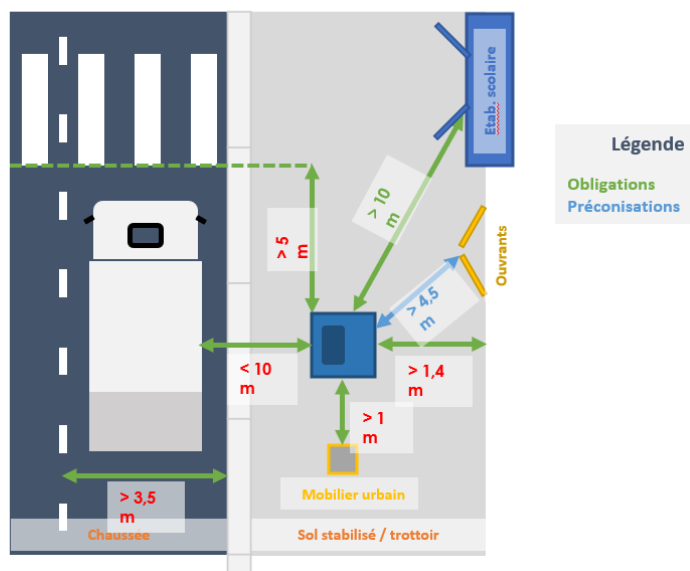 Etab. scolaire
Légende
Obligations
Préconisations
> 10
m
> 5
m
Ouvrants
> 4,5
m
< 10
m
> 1,4
m
> 1
m
> 3,5
m
Mobilier urbain
Chaussée
Sol stabilisé / trottoir